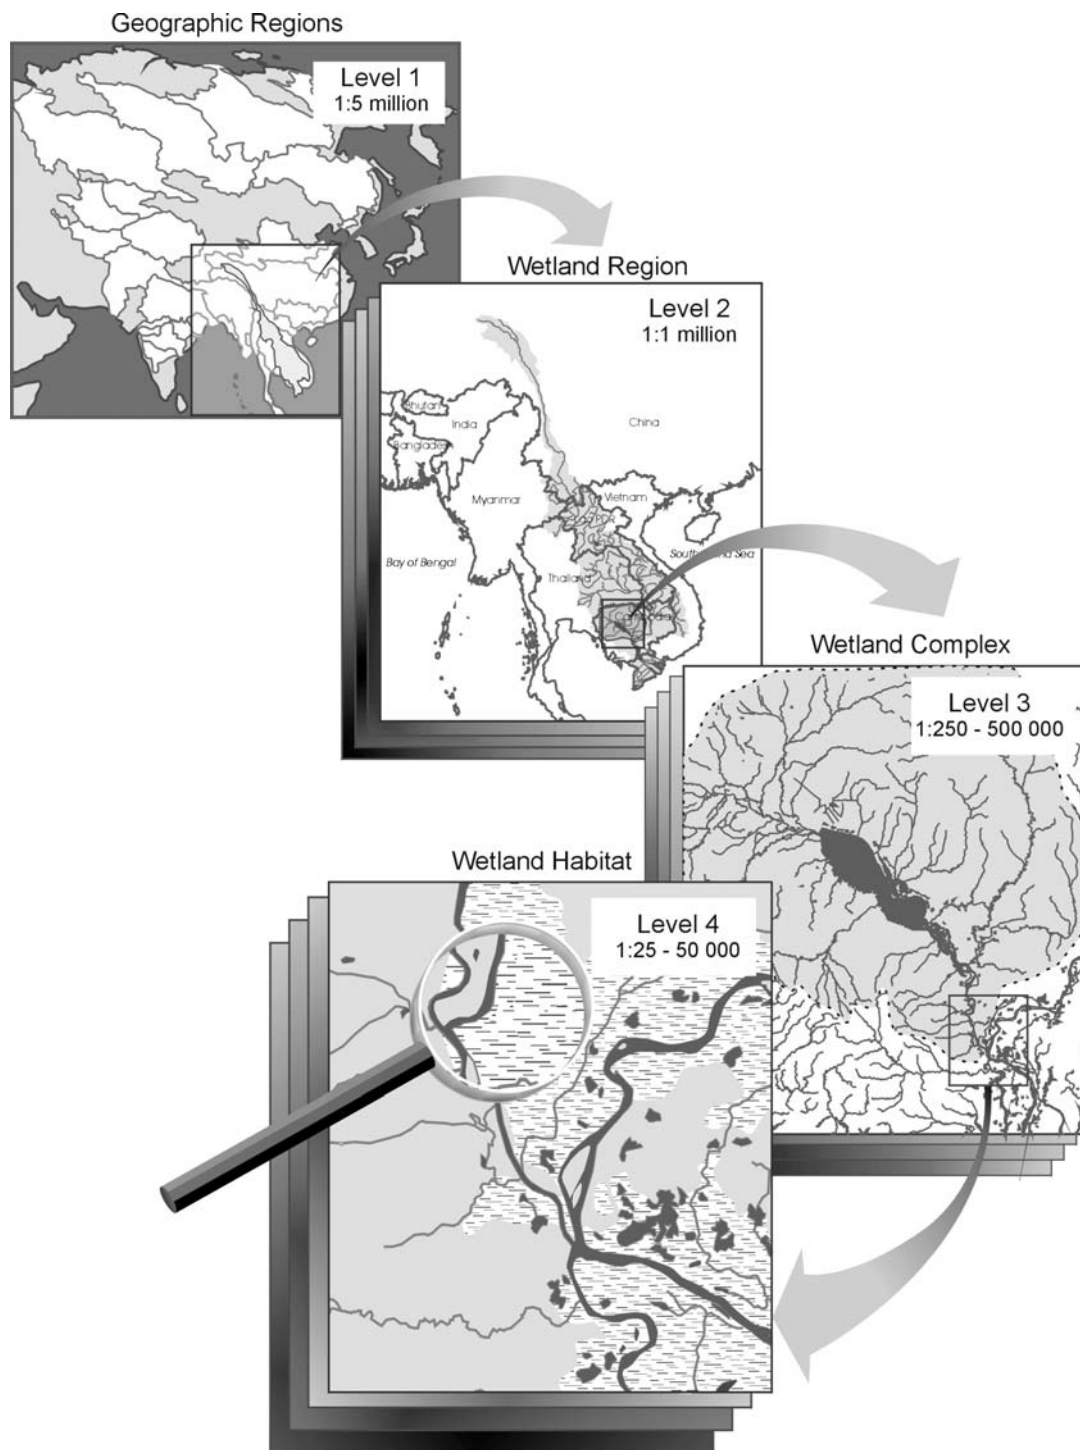 Geographic Regions
Level 1
1:5 million
Wetland Region
Level 2
1:1 million
Bhutan
India
China
Bangladesh
Myanmar
Vietnam
Bay of Bengal
Thailand
Wetland Complex
Level 3
1:250 - 500 000
Wetland Habitat
Level 4
1:25 - 50 000